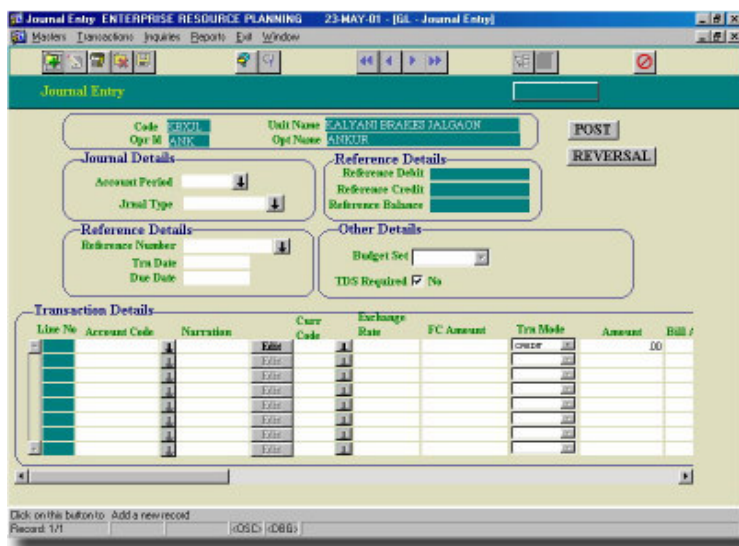 Journal Entry ENTERPRISE RESOURCE PLANNING 23-MAY-01 - [GL - Journal Entry]
Masters Transactions Inquiries Reports Exit Window
Journal Entry
Code KBXJL Unit Name KALYANI BRAKES JALGAON
Opr Id ANK Opr Name ANKUR
POST
REVERSAL
Journal Details
Account Period
Jrnal Type
Reference Details
Reference Debit
Reference Credit
Reference Balance
Reference Details
Reference Number
Trn Date
Due Date
Other Details
Budget Set
TDS Required No
Transaction Details
Line No Account Code Narration Curr Code Exchange Rate FC Amount Trn Mode Amount Bill
Edit CREDIT .00
Edit
Edit
Edit
Edit
Edit
Edit
Edit
Click on this button to Add a new record
Record: 1/1 <OSC> <DBG>